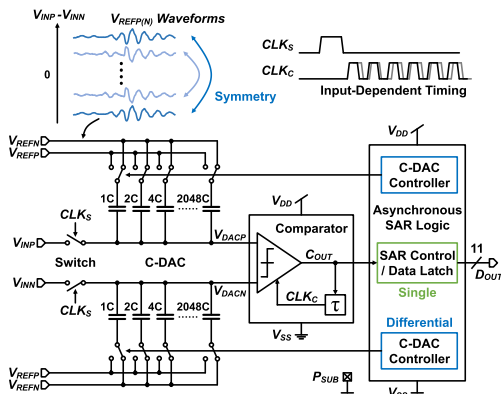 V_INP - V_INN
V_REFP(N) Waveforms
0
Symmetry
CLK_S
CLK_C
Input-Dependent Timing
V_REFN
V_REFP
V_DD
C-DAC
Controller
1C 2C 4C 2048C
CLK_S
V_DD
Asynchronous
SAR Logic
V_INP
V_DACP
Comparator
C_OUT
SAR Control
/ Data Latch
11
D_OUT
Switch
C-DAC
Single
V_INN
V_DACN
CLK_C
τ
CLK_S
1C 2C 4C 2048C
V_SS
Differential
C-DAC
Controller
V_REFP
V_REFN
P_SUB
V_SS